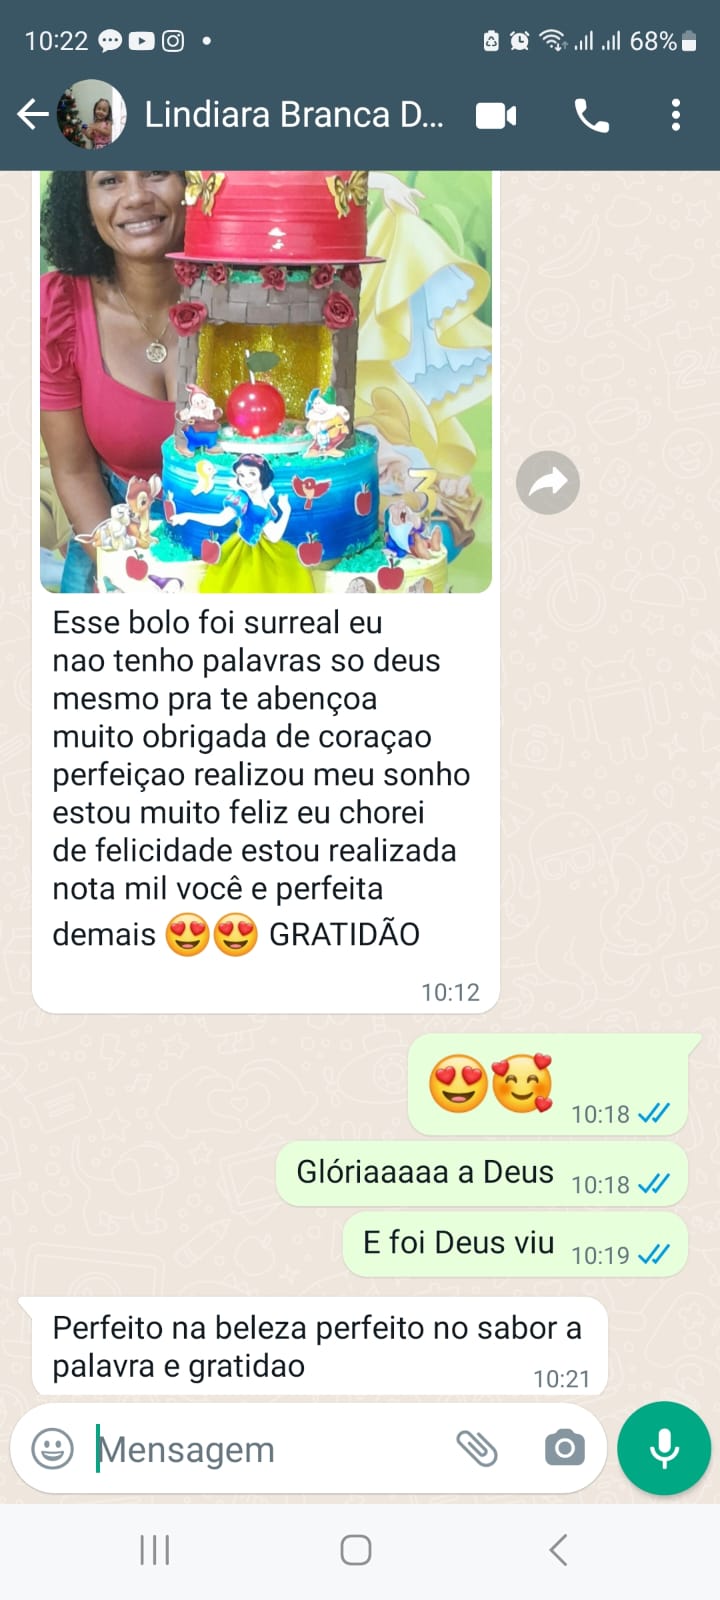 10:22
68%
Lindiara Branca D...
3
Esse bolo foi surreal eu
nao tenho palavras so deus
mesmo pra te abençoa
muito obrigada de coraçao
perfeiçao realizou meu sonho
estou muito feliz eu chorei
de felicidade estou realizada
nota mil você e perfeita
demais 😍😍 GRATIDÃO
10:12
😍🥰 10:18
Glóriaaaaa a Deus 10:18
E foi Deus viu 10:19
Perfeito na beleza perfeito no sabor a
palavra e gratidao 10:21
Mensagem